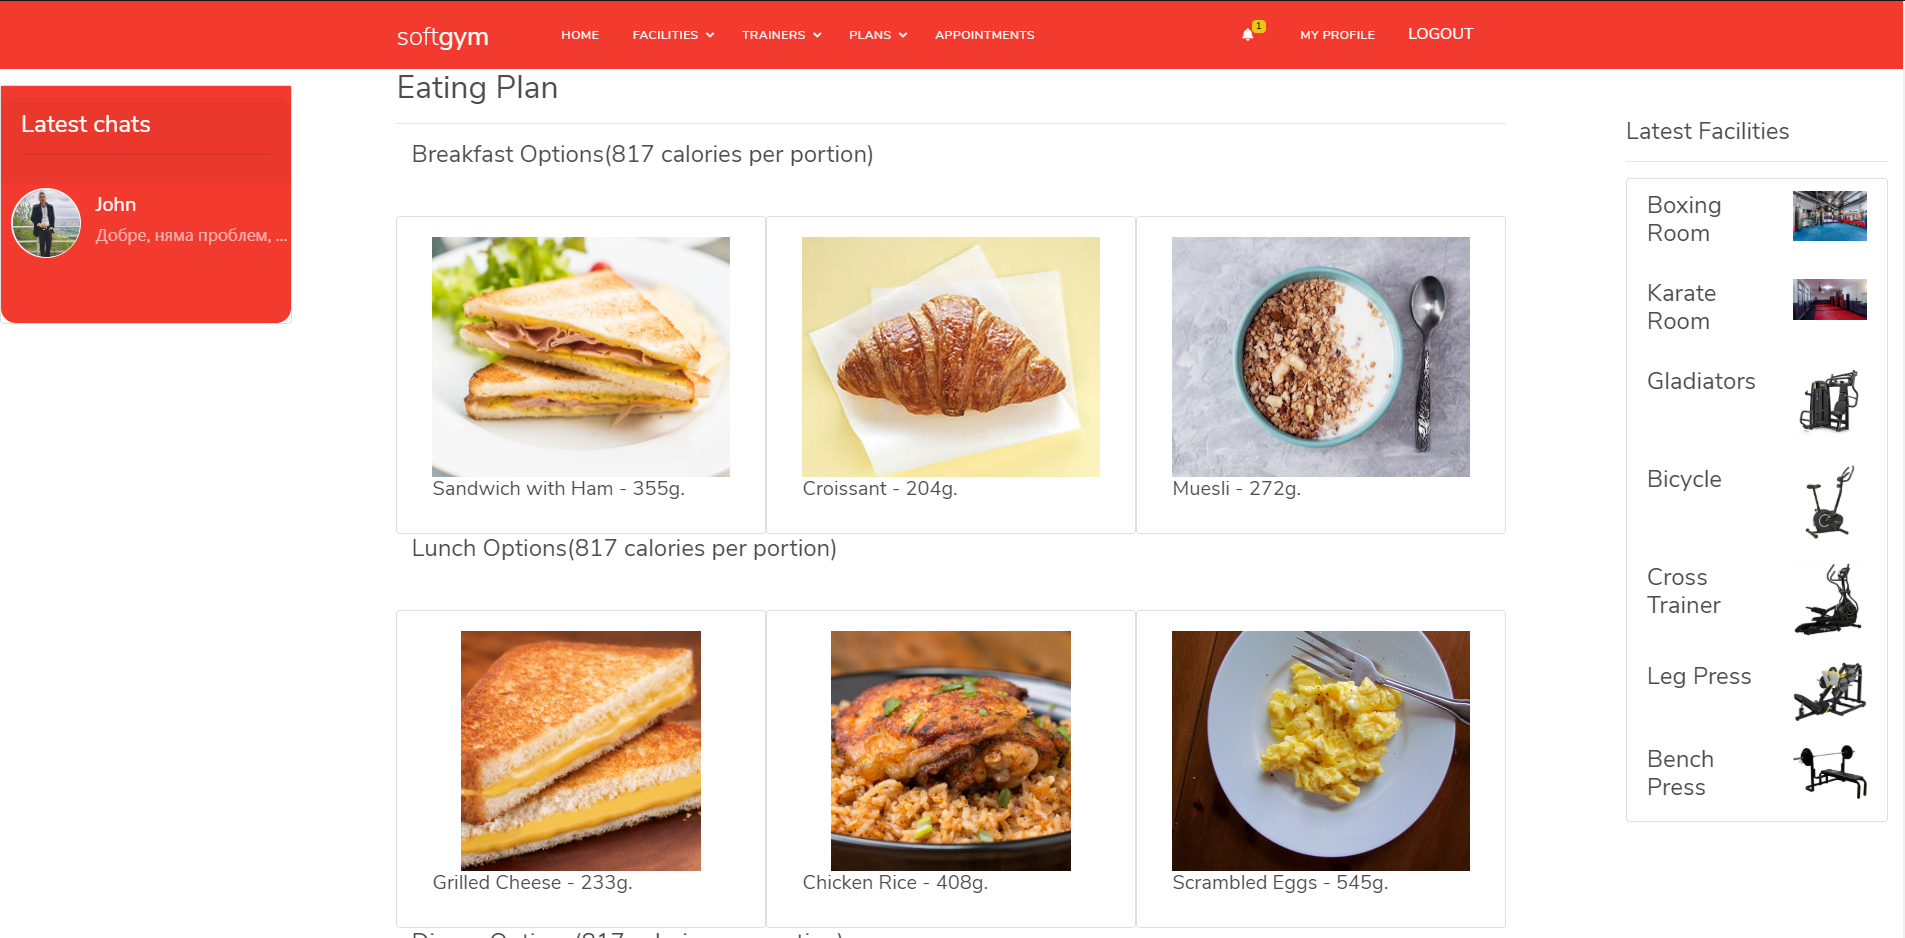 softgym
HOME
FACILITIES
TRAINERS
PLANS
APPOINTMENTS
1
MY PROFILE
LOGOUT
Latest chats
John
Добре, няма проблем, ...
Eating Plan
Breakfast Options(817 calories per portion)
Sandwich with Ham - 355g.
Croissant - 204g.
Muesli - 272g.
Lunch Options(817 calories per portion)
Grilled Cheese - 233g.
Chicken Rice - 408g.
Scrambled Eggs - 545g.
Latest Facilities
Boxing
Room
Karate
Room
Gladiators
Bicycle
Cross
Trainer
Leg Press
Bench
Press